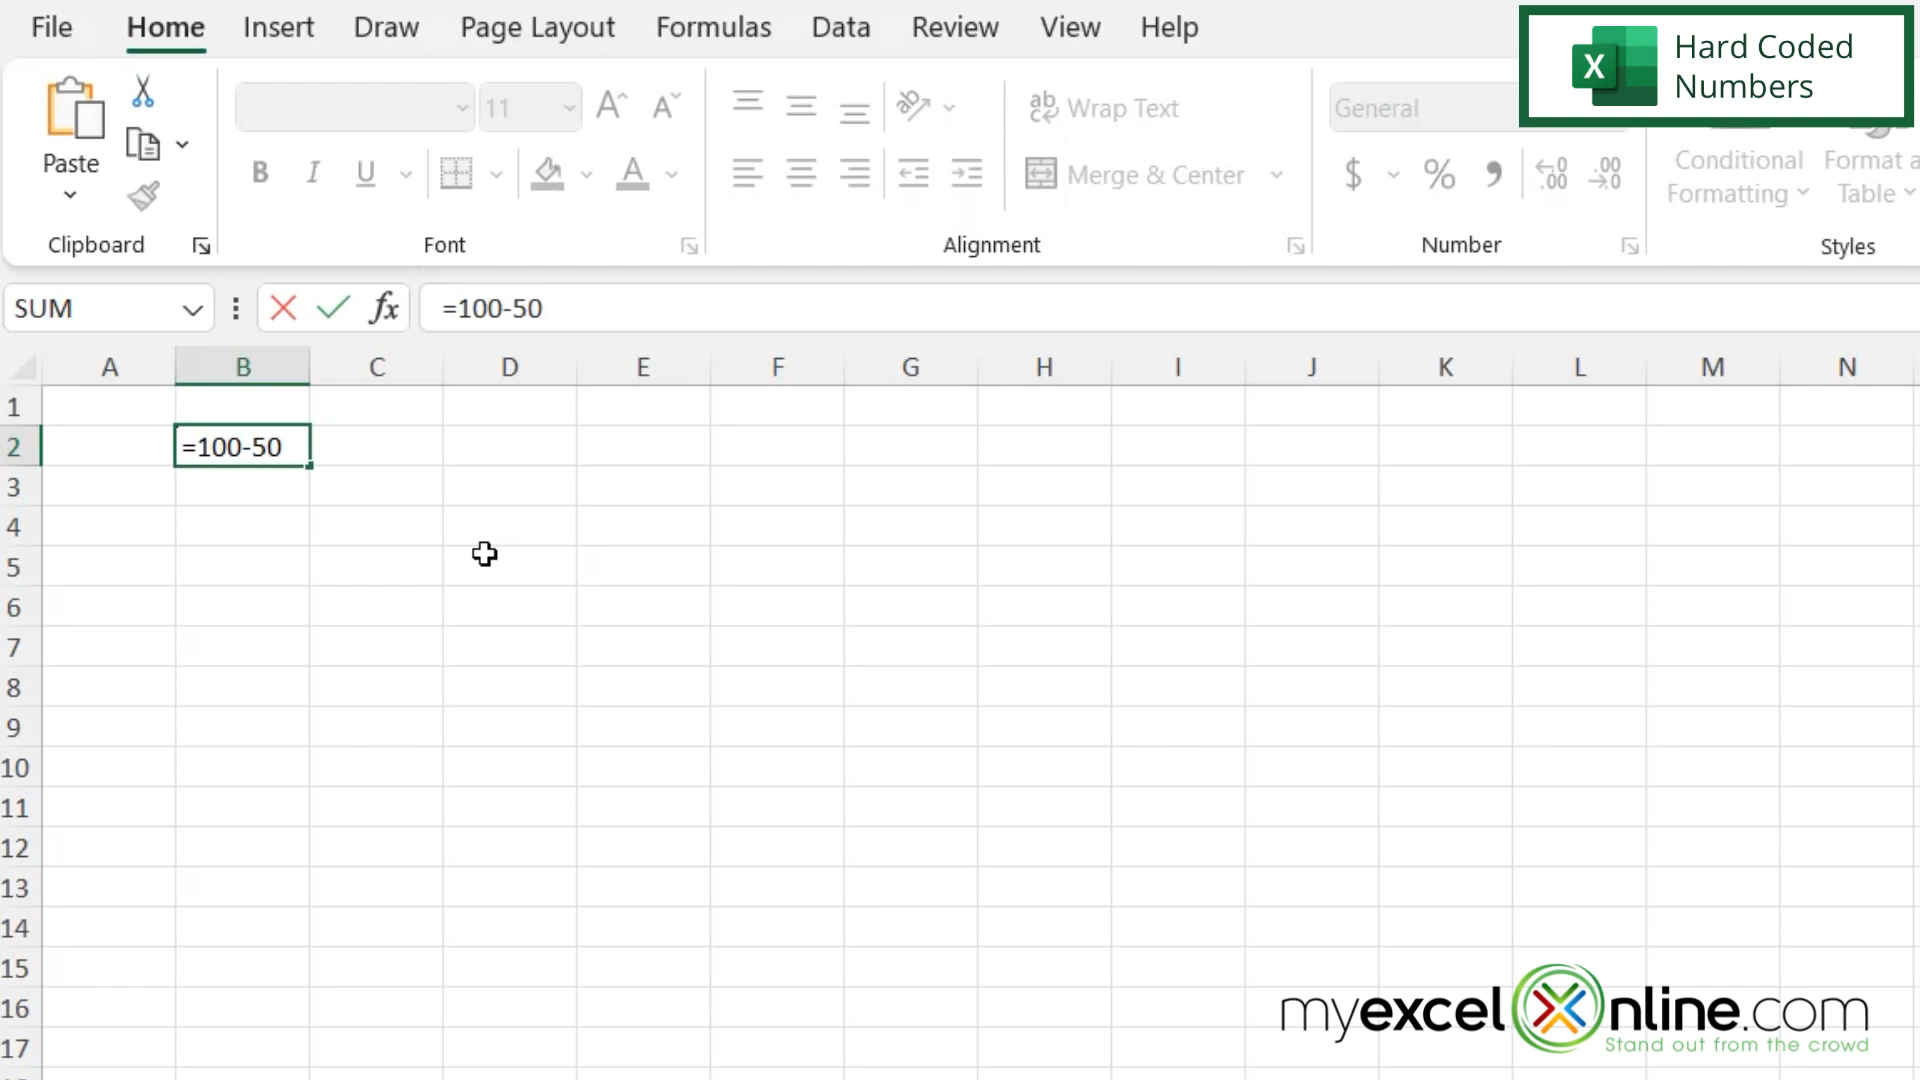 File Home Insert Draw Page Layout Formulas Data Review View Help
Hard Coded
Numbers
Paste
11
Wrap Text
General
Merge & Center
Conditional
Formatting
Format a
Table
Clipboard
Font
Alignment
Number
Styles
SUM
fx
=100-50
A B C D E F G H I J K L M N
1
2 =100-50
3
4
5
6
7
8
9
10
11
12
13
14
15
16
17
myexcelonline.com
Stand out from the crowd